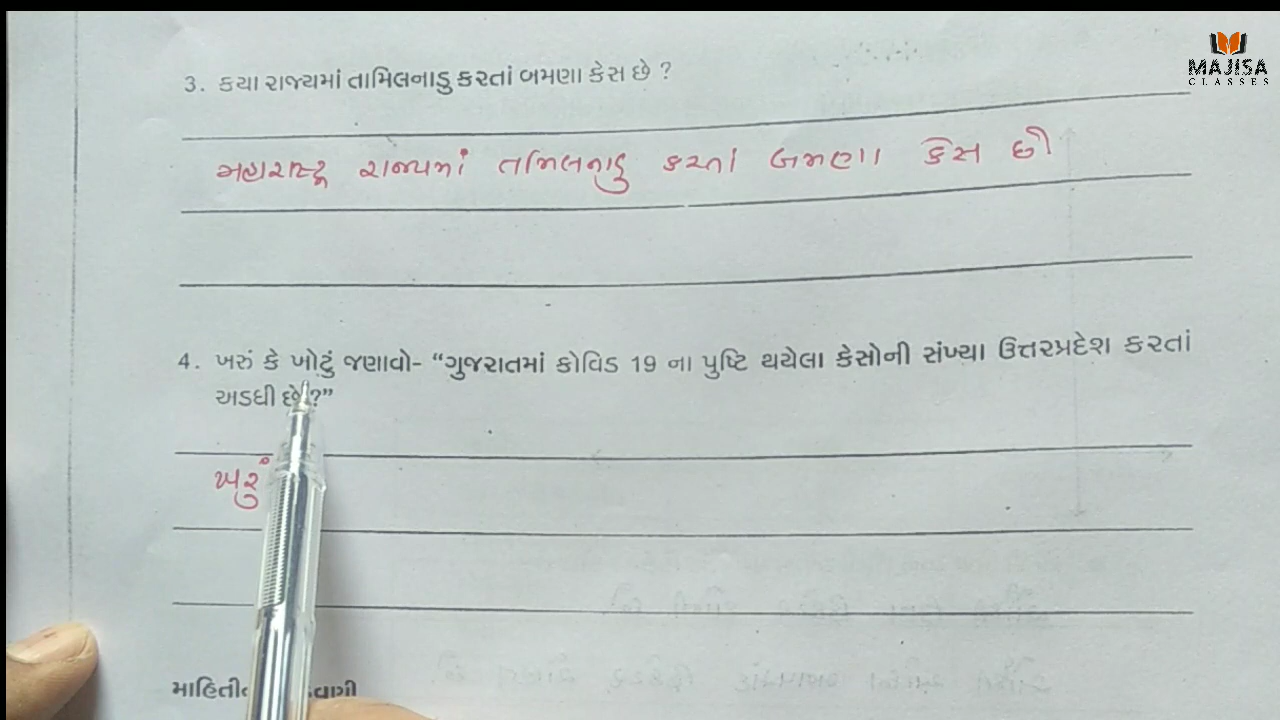 MAJISA
CLASSES
3. કયા રાજ્યમાં તામિલનાડુ કરતાં બમણા કેસ છે ?
મહારાષ્ટ્ર રાજ્યમાં તમિલનાડુ કરતાં બમણા કેસ છે
4. ખરું કે ખોટું જણાવો- “ગુજરાતમાં કોવિડ 19 ના પુષ્ટિ થયેલા કેસોની સંખ્યા ઉત્તરપ્રદેશ કરતાં
અડધી છે ?”
ખરું